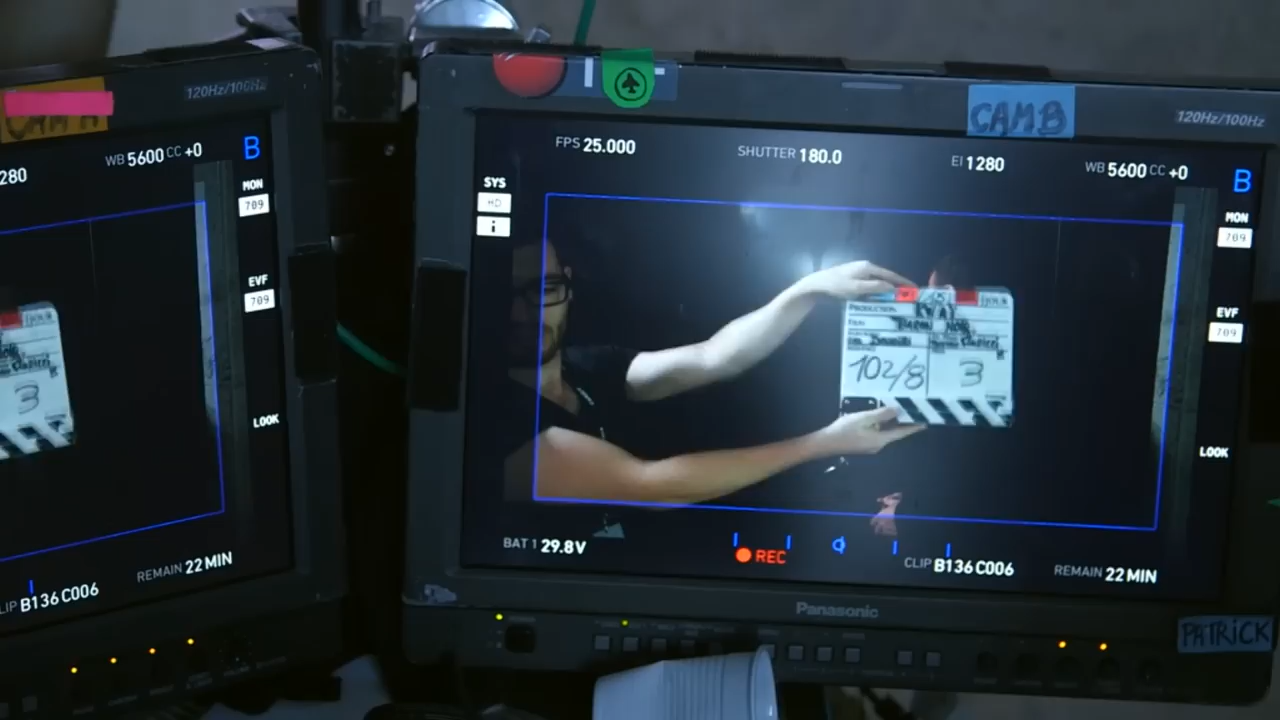 120Hz/100Hz
280
WB 5600 CC +0
B
MON
709
EVF
709
LOOK
3
CLIP B136 C006
REMAIN 22 MIN
CAM B
120Hz/100Hz
FPS 25.000
SHUTTER 180.0
EI 1280
WB 5600 CC +0
B
SYS
HD
i
MON
709
EVF
709
LOOK
PRODUCTION
102/8
3
BAT 1 29.8V
REC
CLIP B136 C006
REMAIN 22 MIN
Panasonic
PATRICK